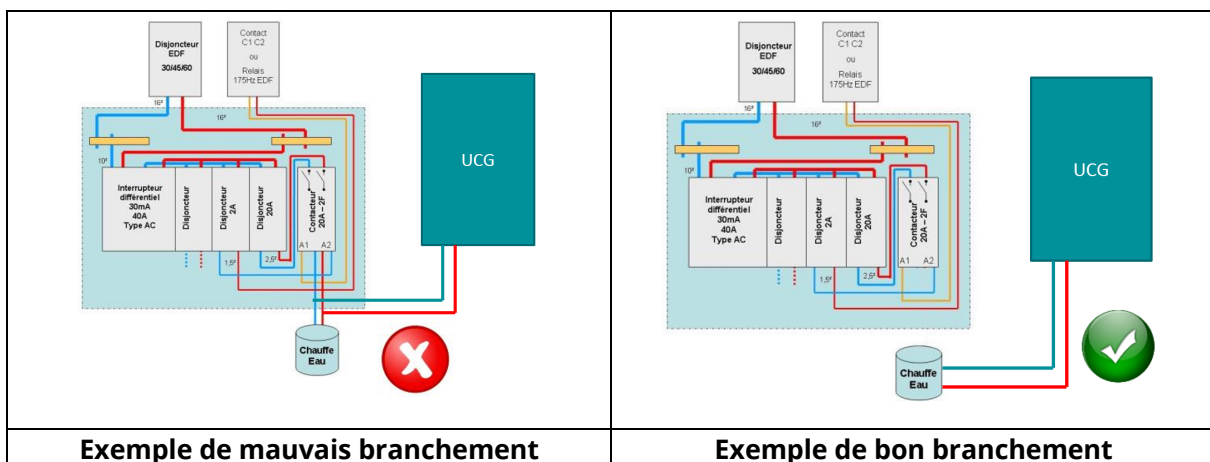 Disjoncteur
EDF
30/45/60
Contact
C1 C2
ou
Relais
175Hz EDF
16²
16²
10²
Interrupteur
différentiel
30mA
40A
Type AC
Disjoncteur
Disjoncteur
2A
Disjoncteur
20A
Contacteur
20A – 2F
A1
A2
1,5²
2,5²
UCG
Chauffe
Eau
Exemple de mauvais branchement
Disjoncteur
EDF
30/45/60
Contact
C1 C2
ou
Relais
175Hz EDF
16²
16²
10²
Interrupteur
différentiel
30mA
40A
Type AC
Disjoncteur
Disjoncteur
2A
Disjoncteur
20A
Contacteur
20A – 2F
A1
A2
1,5²
2,5²
UCG
Chauffe
Eau
Exemple de bon branchement